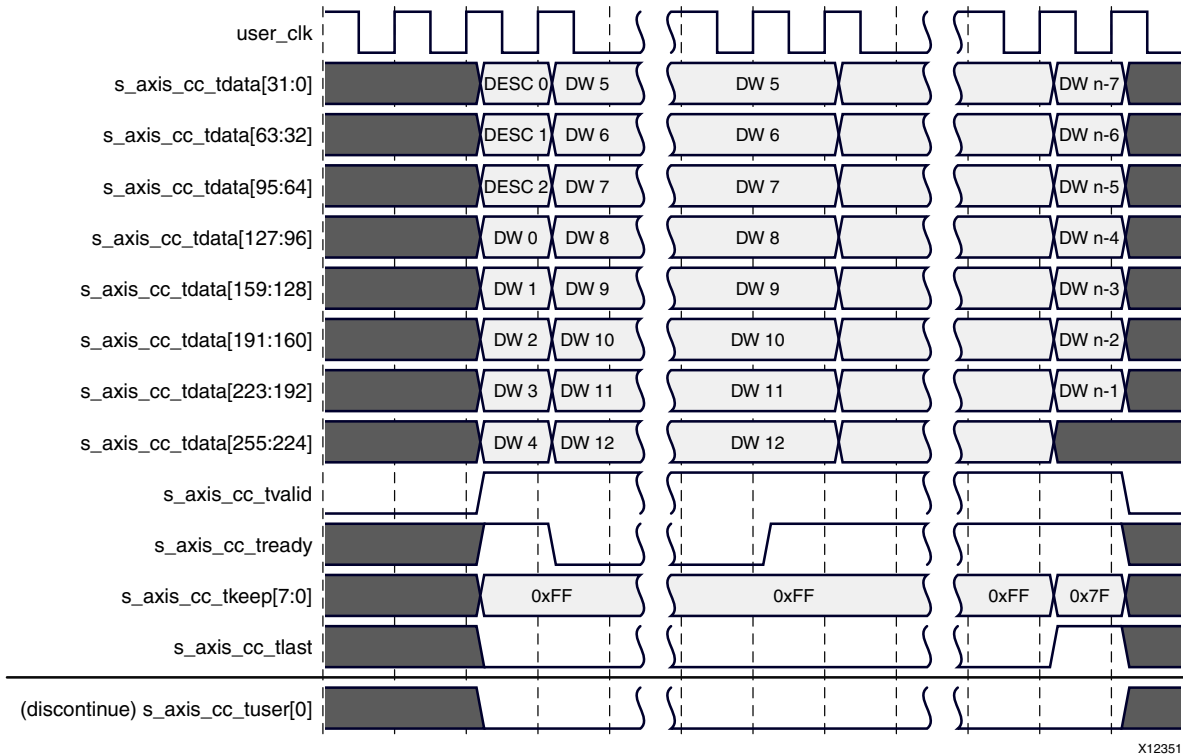 user_clk
s_axis_cc_tdata[31:0] DESC 0 DW 5 DW 5 DW n-7
s_axis_cc_tdata[63:32] DESC 1 DW 6 DW 6 DW n-6
s_axis_cc_tdata[95:64] DESC 2 DW 7 DW 7 DW n-5
s_axis_cc_tdata[127:96] DW 0 DW 8 DW 8 DW n-4
s_axis_cc_tdata[159:128] DW 1 DW 9 DW 9 DW n-3
s_axis_cc_tdata[191:160] DW 2 DW 10 DW 10 DW n-2
s_axis_cc_tdata[223:192] DW 3 DW 11 DW 11 DW n-1
s_axis_cc_tdata[255:224] DW 4 DW 12 DW 12
s_axis_cc_tvalid
s_axis_cc_tready
s_axis_cc_tkeep[7:0] 0xFF 0xFF 0xFF 0x7F
s_axis_cc_tlast
(discontinue) s_axis_cc_tuser[0]
X12351